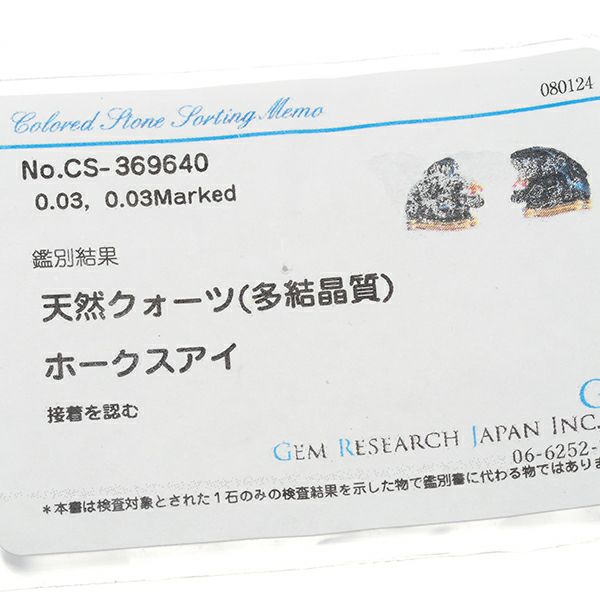 080124
Colored Stone Sorting Memo
No.CS-369640
0.03, 0.03Marked
鑑別結果
天然クォーツ(多結晶質)
ホークスアイ
接着を認む
G
GEM RESEARCH JAPAN INC.
06-6252-
*本書は検査対象とされた1石のみの検査結果を示した物で鑑別書に代わる物ではありま